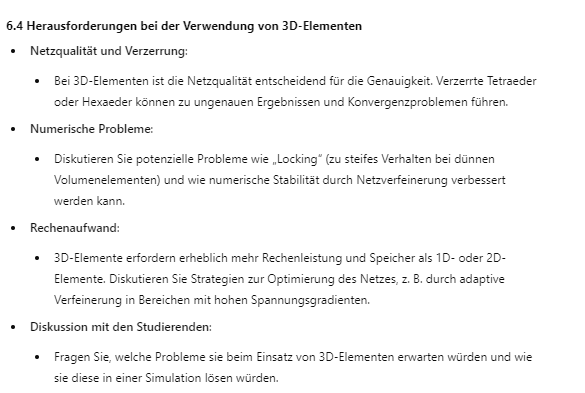 6.4 Herausforderungen bei der Verwendung von 3D-Elementen
• Netzqualität und Verzerrung:
• Bei 3D-Elementen ist die Netzqualität entscheidend für die Genauigkeit. Verzerrte Tetraeder
oder Hexaeder können zu ungenauen Ergebnissen und Konvergenzproblemen führen.
• Numerische Probleme:
• Diskutieren Sie potenzielle Probleme wie „Locking“ (zu steifes Verhalten bei dünnen
Volumenelementen) und wie numerische Stabilität durch Netzverfeinerung verbessert
werden kann.
• Rechenaufwand:
• 3D-Elemente erfordern erheblich mehr Rechenleistung und Speicher als 1D- oder 2D-
Elemente. Diskutieren Sie Strategien zur Optimierung des Netzes, z. B. durch adaptive
Verfeinerung in Bereichen mit hohen Spannungsgradienten.
• Diskussion mit den Studierenden:
• Fragen Sie, welche Probleme sie beim Einsatz von 3D-Elementen erwarten würden und wie
sie diese in einer Simulation lösen würden.